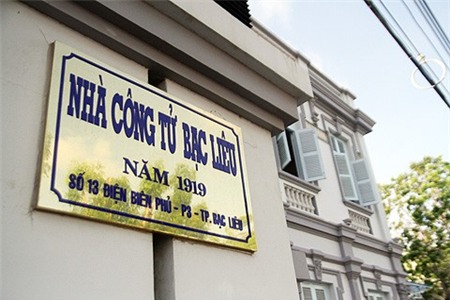 NHÀ CÔNG TỬ BẠC LIÊU
NĂM 1919
SỐ 13 ĐIỆN BIÊN PHỦ - P3 - TP. BẠC LIÊU